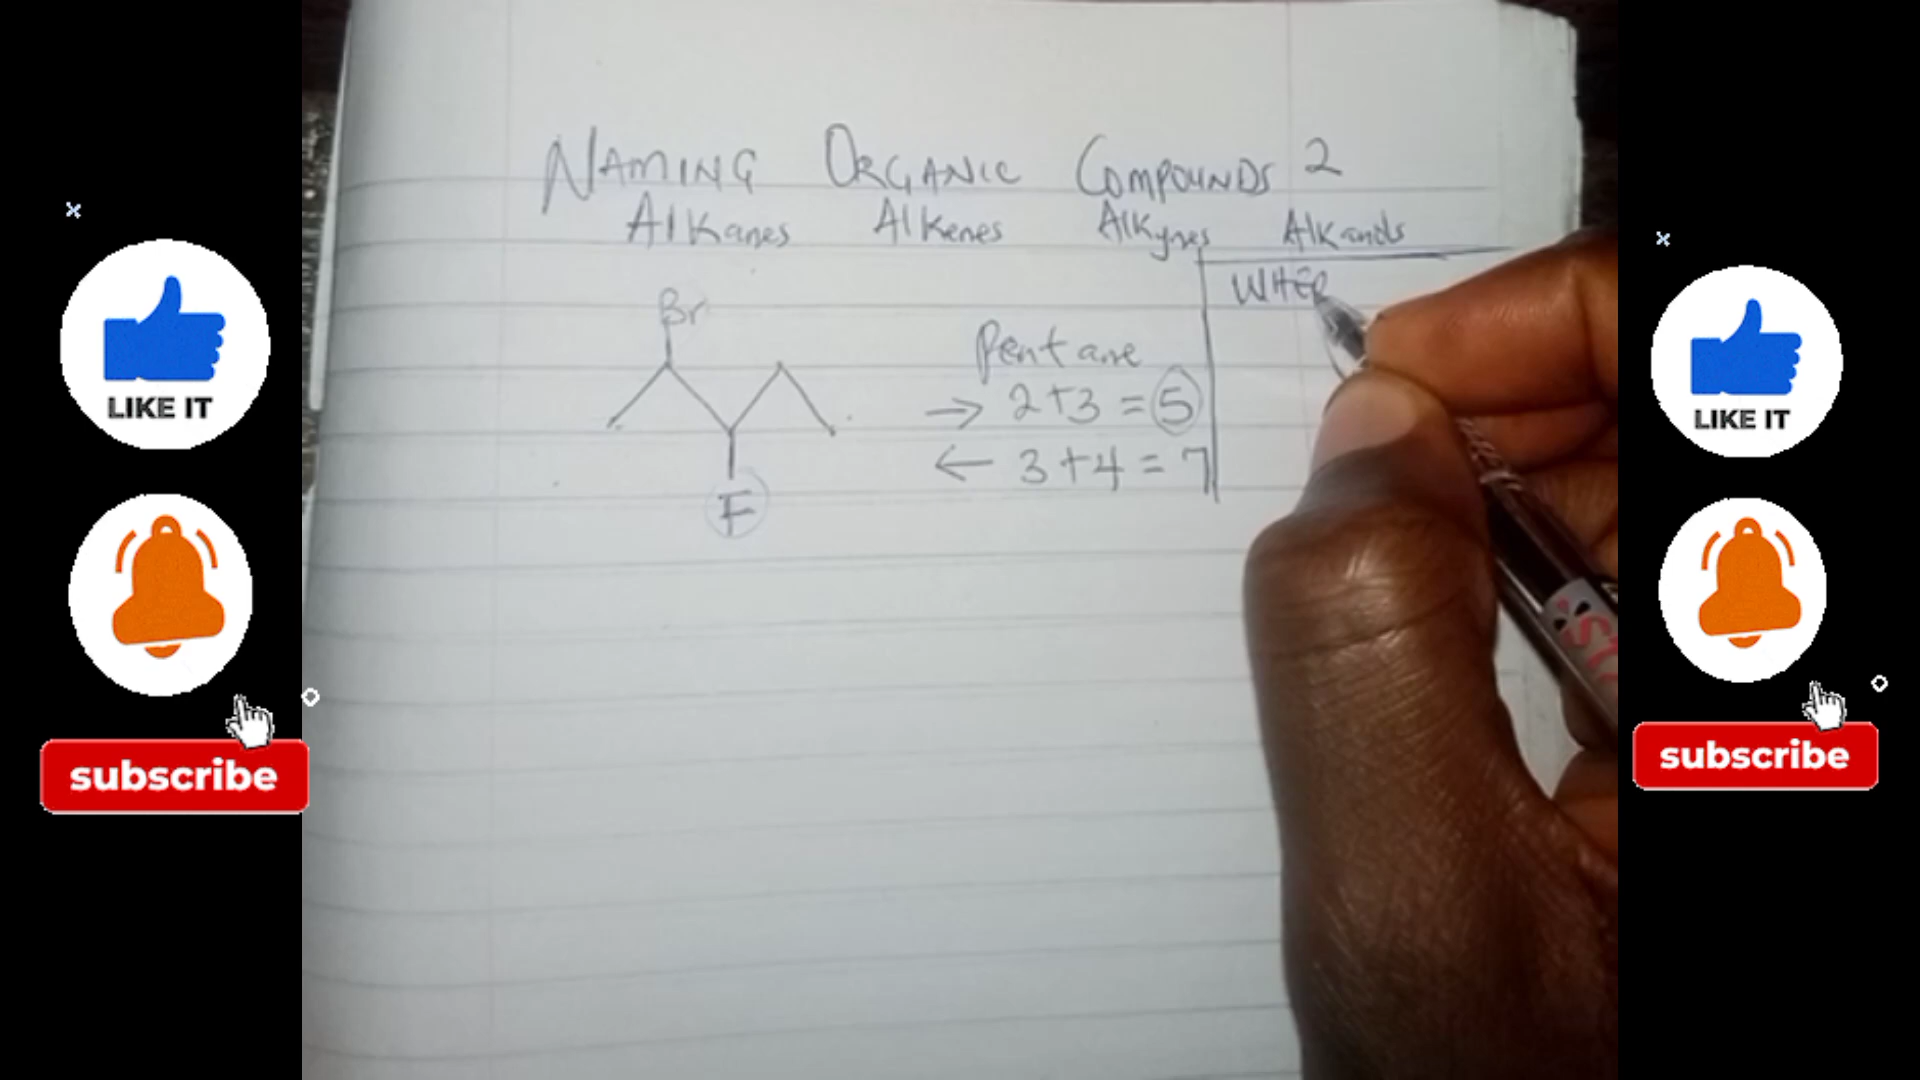 NAMING ORGANIC COMPOUNDS 2
Alkanes Alkenes Alkynes Alkanols
WHER
Br
Pentane
→ 2+3 = 5
← 3+4 = 7
F
LIKE IT
subscribe
LIKE IT
subscribe